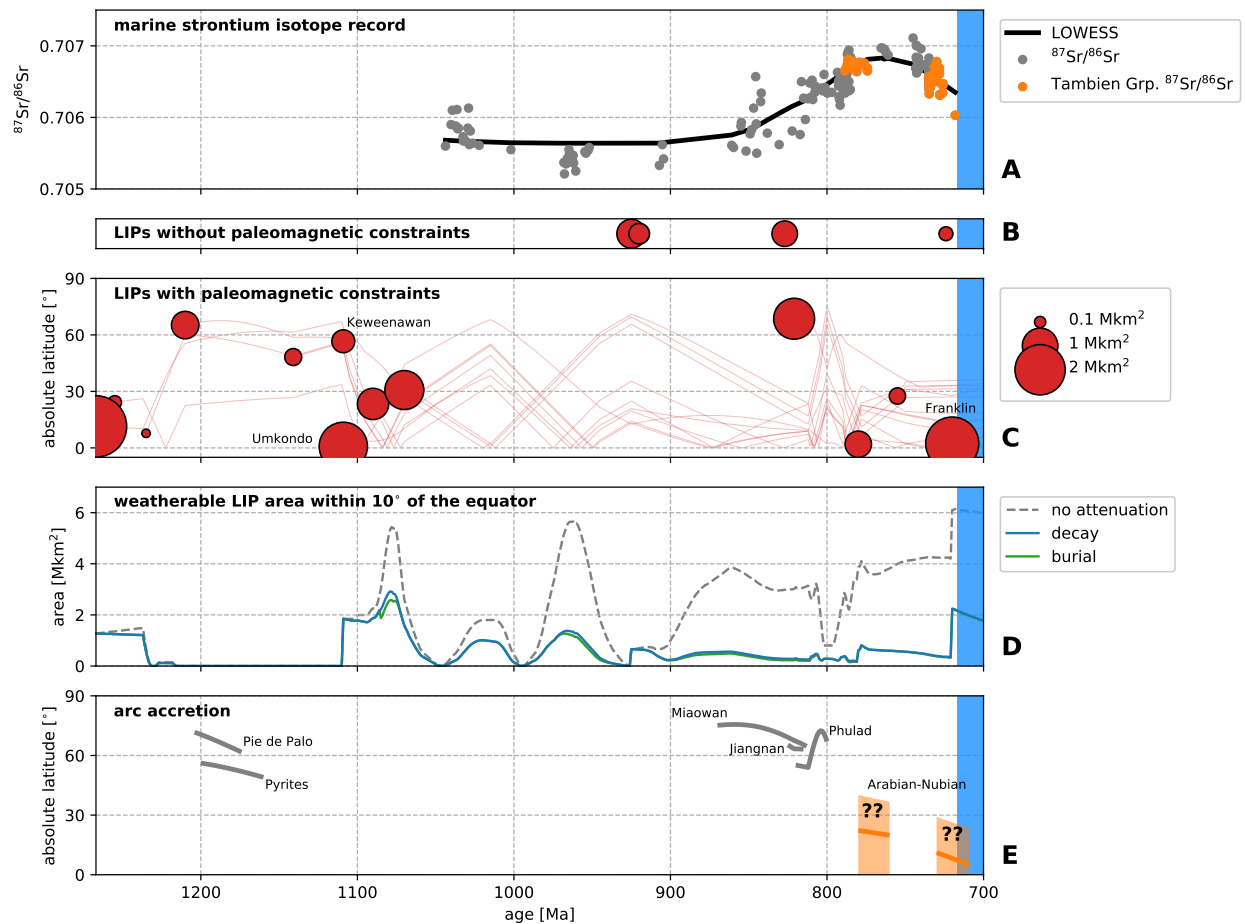 marine strontium isotope record
0.707
0.706
0.705
⁸⁷Sr/⁸⁶Sr
LOWESS
⁸⁷Sr/⁸⁶Sr
Tambien Grp. ⁸⁷Sr/⁸⁶Sr
A
LIPs without paleomagnetic constraints
B
LIPs with paleomagnetic constraints
90
60
30
0
absolute latitude [°]
Keweenawan
Umkondo
Franklin
0.1 Mkm²
1 Mkm²
2 Mkm²
C
weatherable LIP area within 10° of the equator
6
4
2
0
area [Mkm²]
no attenuation
decay
burial
D
arc accretion
90
60
30
0
absolute latitude [°]
Pie de Palo
Pyrites
Miaowan
Jiangnan
Phulad
Arabian-Nubian
??
??
E
1200
1100
1000
900
800
700
age [Ma]